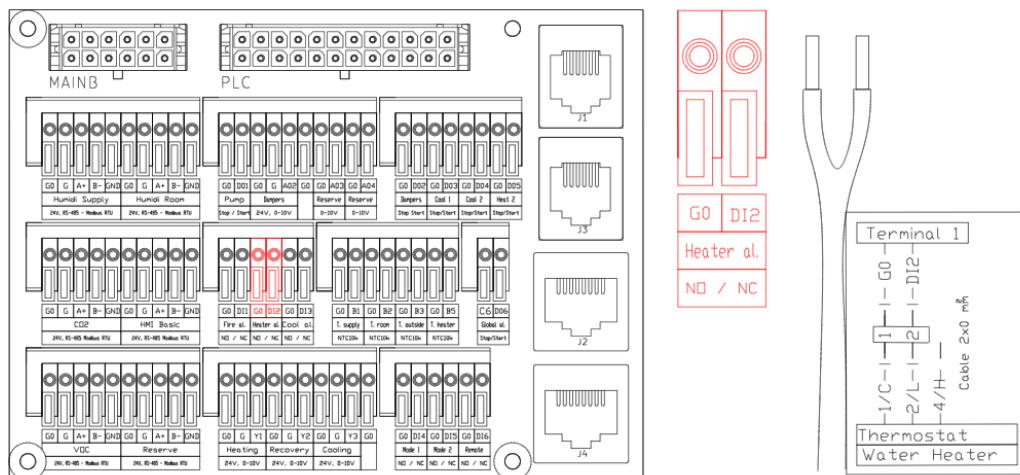 MAINB
PLC
J1
G0 G A+ B- GND G0 G A+ B- GND
Humidi Supply Humidi Room
24V, RS-485 - Modbus RTU 24V, RS-485 - Modbus RTU
G0 DO1 G0 G AO2 G0 G0 AO3 G0 AO4
Pump Dampers Reserve Reserve
Stop / Start 24V, 0-10V 0-10V 0-10V
G0 DO2 G0 DO3 G0 DO4 G0 DO5
Dampers Cool 1 Cool 2 Heat 2
Stop Start Stop/Start Stop/Start Stop/Start
J3
G0 G A+ B- GND G0 G A+ B- GND
CO2 HMI Basic
24V, RS-485 Modbus RTU 24V, RS-485 Modbus RTU
G0 DI1 G0 DI2 G0 DI3
Fire al. Heater al. Cool al.
NO / NC NO / NC NO / NC
G0 B1 G0 B2 G0 B3 G0 B5
T. supply T. room T. outside T. heater
NTC10k NTC10k NTC10k NTC10k
C6 DO6
Global al.
Stop/Start
J2
G0 G A+ B- GND G0 G A+ B- GND
VOC Reserve
24V, RS-485 - Modbus RTU 24V, RS-485 - Modbus RTU
G0 G Y1 G0 G Y2 G0 G Y3 G0
Heating Recovery Cooling
24V, 0-10V 24V, 0-10V 24V, 0-10V
G0 DI4 G0 DI5 G0 DI6
Mode 1 Mode 2 Remote
NO / NC NO / NC NO / NC
J4
G0 DI2
Heater al.
NO / NC
Terminal 1
G0
DI2
1
2
1/C
2/L
4/H
Cable 2x0
Thermostat
Water Heater